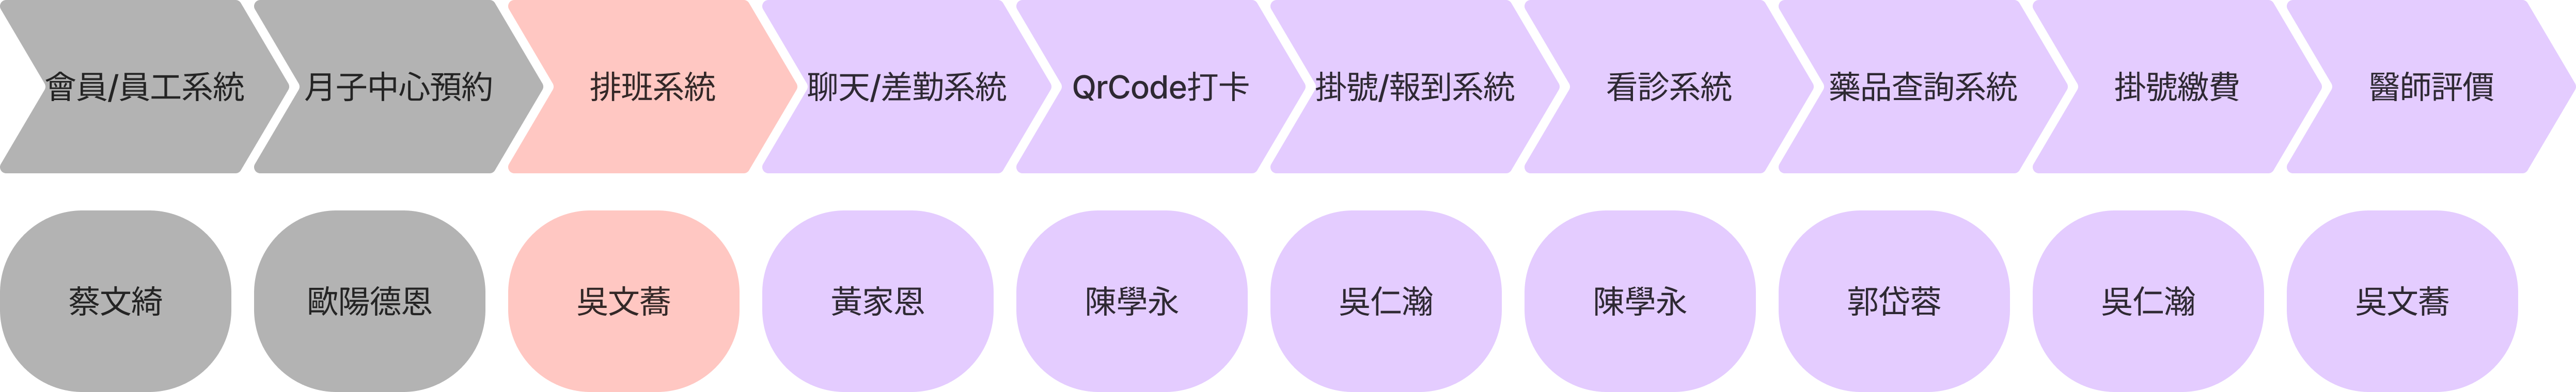 會員/員工系統
月子中心預約
排班系統
聊天/差勤系統
QrCode打卡
掛號/報到系統
看診系統
藥品查詢系統
掛號繳費
醫師評價
蔡文綺
歐陽德恩
吳文蕎
黃家恩
陳學永
吳仁瀚
陳學永
郭岱蓉
吳仁瀚
吳文蕎